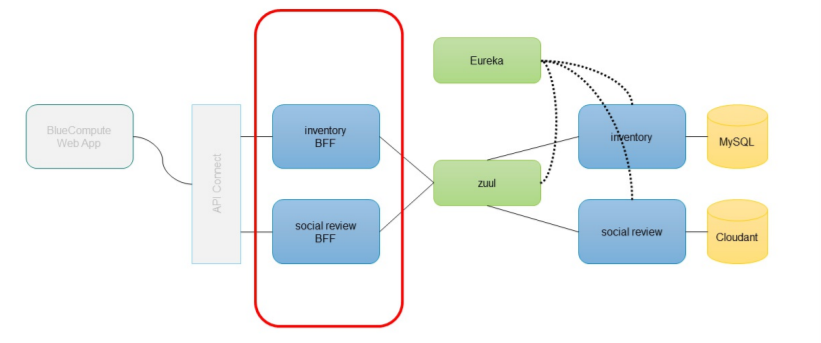 BlueCompute
Web App
API Connect
inventory
BFF
social review
BFF
Eureka
zuul
inventory
MySQL
social review
Cloudant